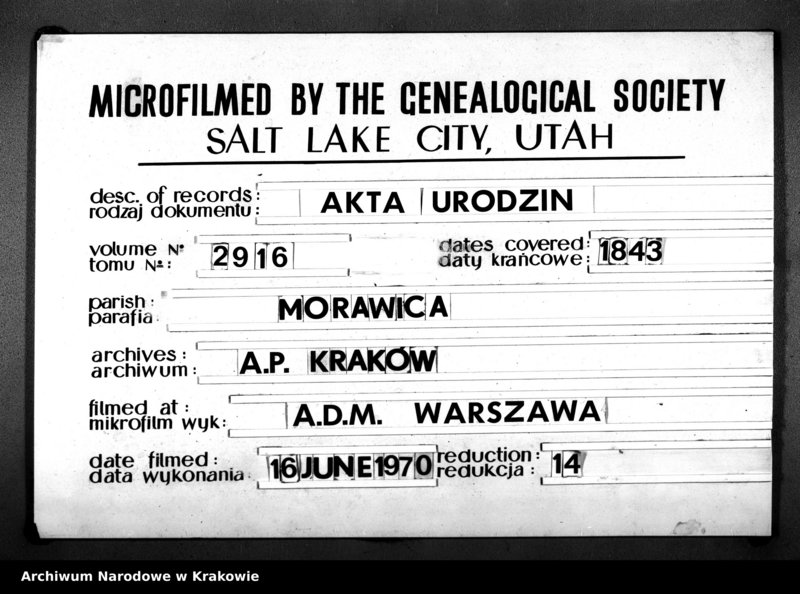 MICROFILMED BY THE GENEALOGICAL SOCIETY
SALT LAKE CITY, UTAH
desc. of records: AKTA URODZIN
rodzaj dokumentu:
volume № 2916 dates covered: 1843
tomu №: daty krańcowe:
parish: MORAWICA
parafia:
archives: A.P. KRAKÓW
archiwum:
filmed at: A.D.M. WARSZAWA
mikrofilm wyk:
date filmed: 16 JUNE 1970 reduction: 14
data wykonania redukcja:
Archiwum Narodowe w Krakowie